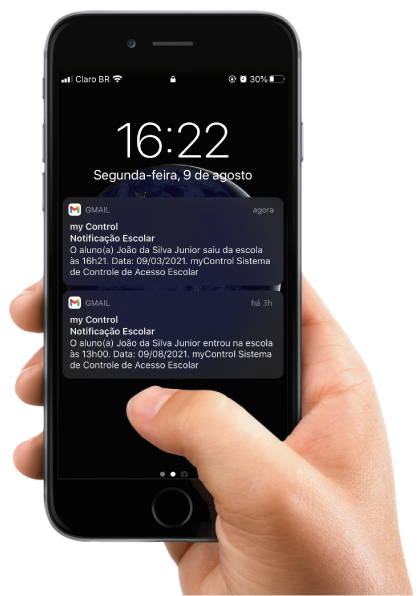 Claro BR
30%
16:22
Segunda-feira, 9 de agosto
GMAIL
agora
my Control
Notificação Escolar
O aluno(a) João da Silva Junior saiu da escola
às 16h21. Data: 09/03/2021. myControl Sistema
de Controle de Acesso Escolar
GMAIL
há 3h
my Control
Notificação Escolar
O aluno(a) João da Silva Junior entrou na escola
às 13h00. Data: 09/08/2021. myControl Sistema
de Controle de Acesso Escolar